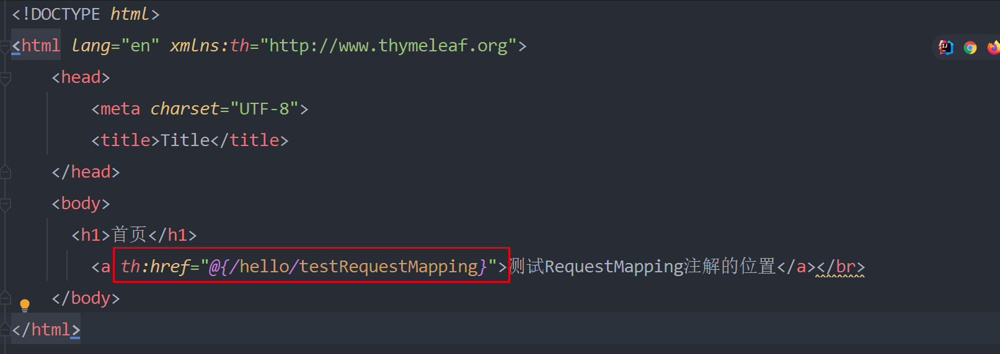 <!DOCTYPE html>
<html lang="en" xmlns:th="http://www.thymeleaf.org">
<head>
<meta charset="UTF-8">
<title>Title</title>
</head>
<body>
<h1>首页</h1>
<a th:href="@{/hello/testRequestMapping}">测试RequestMapping注解的位置</a></br>
</body>
</html>